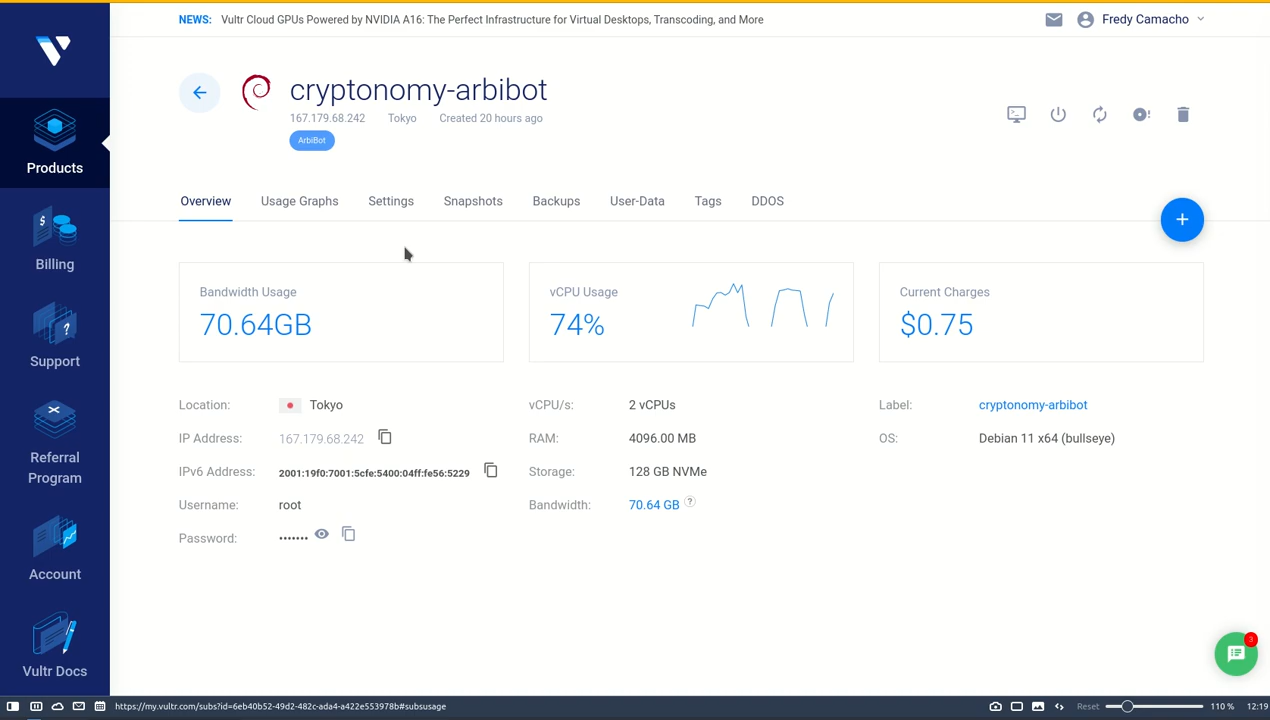 NEWS: Vultr Cloud GPUs Powered by NVIDIA A16: The Perfect Infrastructure for Virtual Desktops, Transcoding, and More
Fredy Camacho
cryptonomy-arbibot
167.179.68.242 Tokyo Created 20 hours ago
ArbiBot
Products
Billing
Support
Referral
Program
Account
Vultr Docs
Overview Usage Graphs Settings Snapshots Backups User-Data Tags DDOS
+
Bandwidth Usage
70.64GB
vCPU Usage
74%
Current Charges
$0.75
Location: Tokyo
IP Address: 167.179.68.242
IPv6 Address: 2001:19f0:7001:5cfe:5400:04ff:fe56:5229
Username: root
Password: •••••••
vCPU/s: 2 vCPUs
RAM: 4096.00 MB
Storage: 128 GB NVMe
Bandwidth: 70.64 GB ?
Label: cryptonomy-arbibot
OS: Debian 11 x64 (bullseye)
3
https://my.vultr.com/subs?id=6eb40b52-49d2-482c-ada4-a422e553978b#subsusage
Reset 110 % 12:19